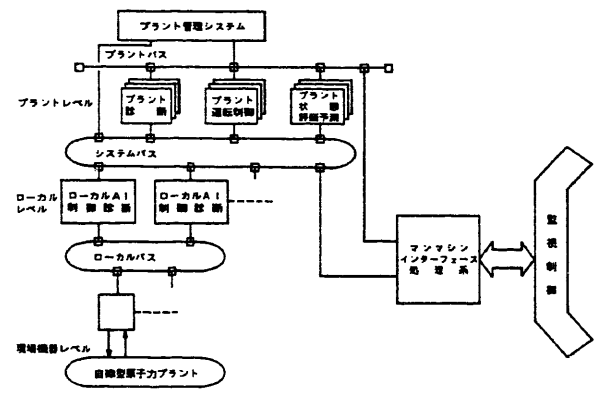 プラント管理システム
プラントバス
プラントレベル
プラント
診断
プラント
運転制御
プラント
状態
評価予測
システムバス
ローカル
レベル
ローカルAI
制御診断
ローカルAI
制御診断
ローカルバス
マンマシン
インターフェース
処理系
監視制御
現場機器レベル
自律型原子力プラント